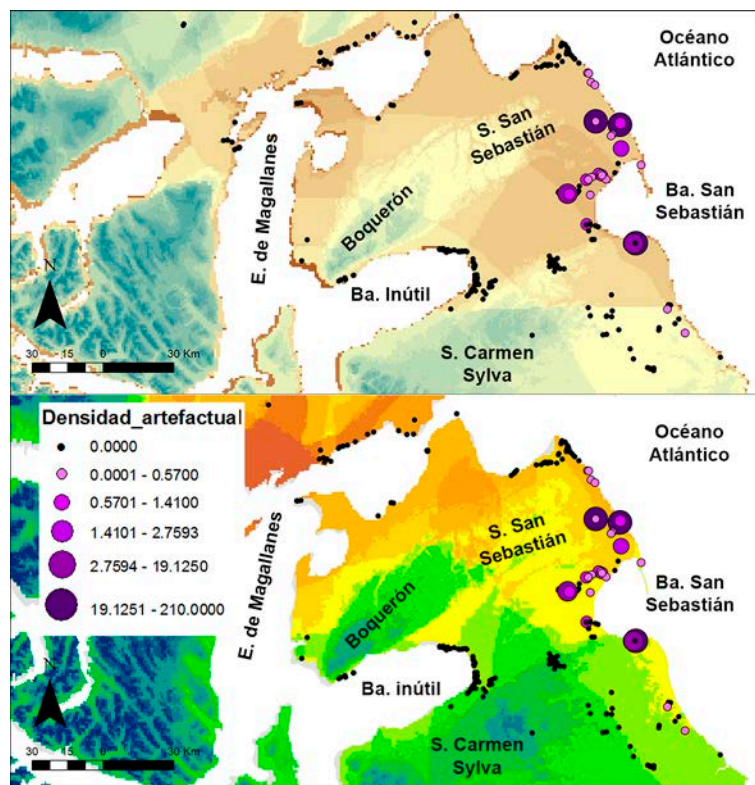 Océano
Atlántico
S. San
Sebastián
Ba. San
Sebastián
Boquerón
E. de Magallanes
Ba. Inútil
S. Carmen
Sylva
N
30 15 0 30 Km
Densidad_artefactual
0.0000
0.0001 - 0.5700
0.5701 - 1.4100
1.4101 - 2.7593
2.7594 - 19.1250
19.1251 - 210.0000
Océano
Atlántico
S. San
Sebastián
Ba. San
Sebastián
Boquerón
E. de Magallanes
Ba. inútil
S. Carmen
Sylva
N
30 15 0 30 Km